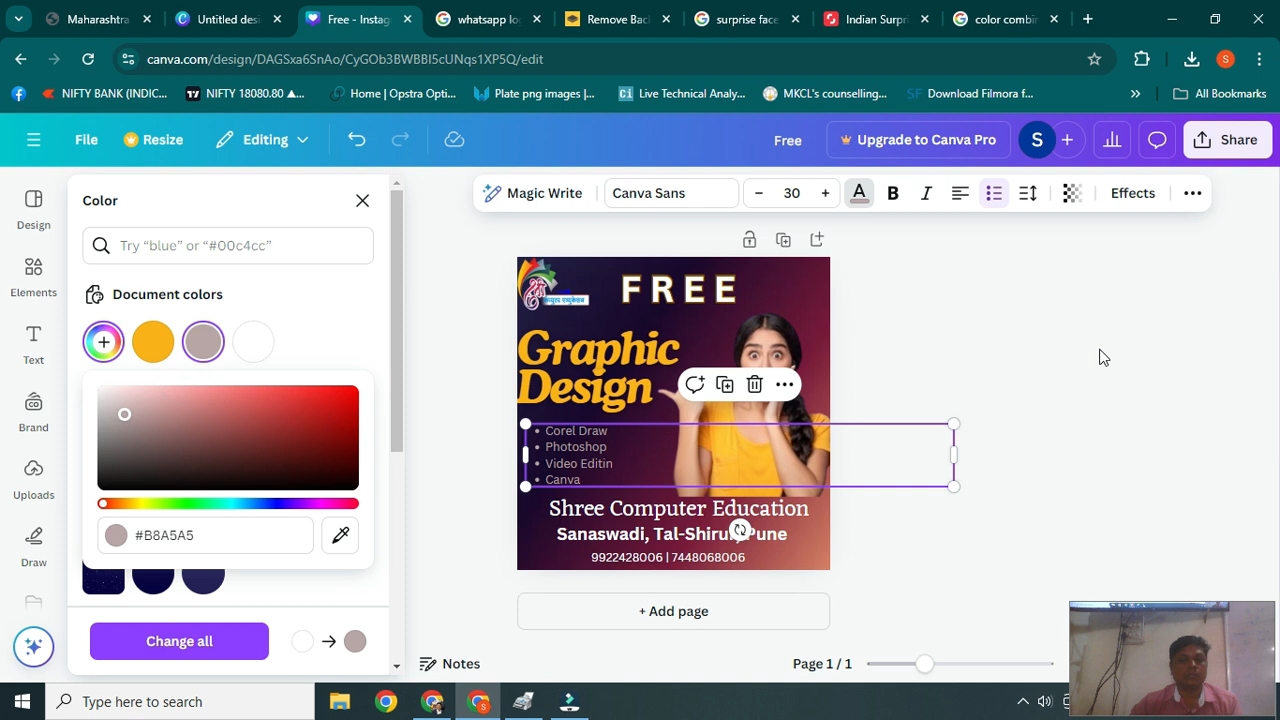 Maharashtra
Untitled desi
Free - Instag
whatsapp lo
Remove Bac
surprise face
Indian Surpr
color combin
canva.com/design/DAGSxa6SnAo/CyGOb3BWBBI5cUNqs1XP5Q/edit
S
NIFTY BANK (INDIC...
NIFTY 18080.80 ▲...
Home | Opstra Opti...
Plate png images |...
Live Technical Analy...
MKCL's counselling...
Download Filmora f...
All Bookmarks
File
Resize
Editing
Free
Upgrade to Canva Pro
S
Share
Design
Elements
Text
Brand
Uploads
Draw
Color
Try “blue” or “#00c4cc”
Document colors
#B8A5A5
Change all
Magic Write
Canva Sans
– 30 +
A
B
I
Effects
FREE
श्री
Graphic
Design
• Corel Draw
• Photoshop
• Video Editin
• Canva
Shree Computer Education
Sanaswadi, Tal-Shirur, Pune
9922428006 | 7448068006
+ Add page
Notes
Page 1 / 1
Type here to search